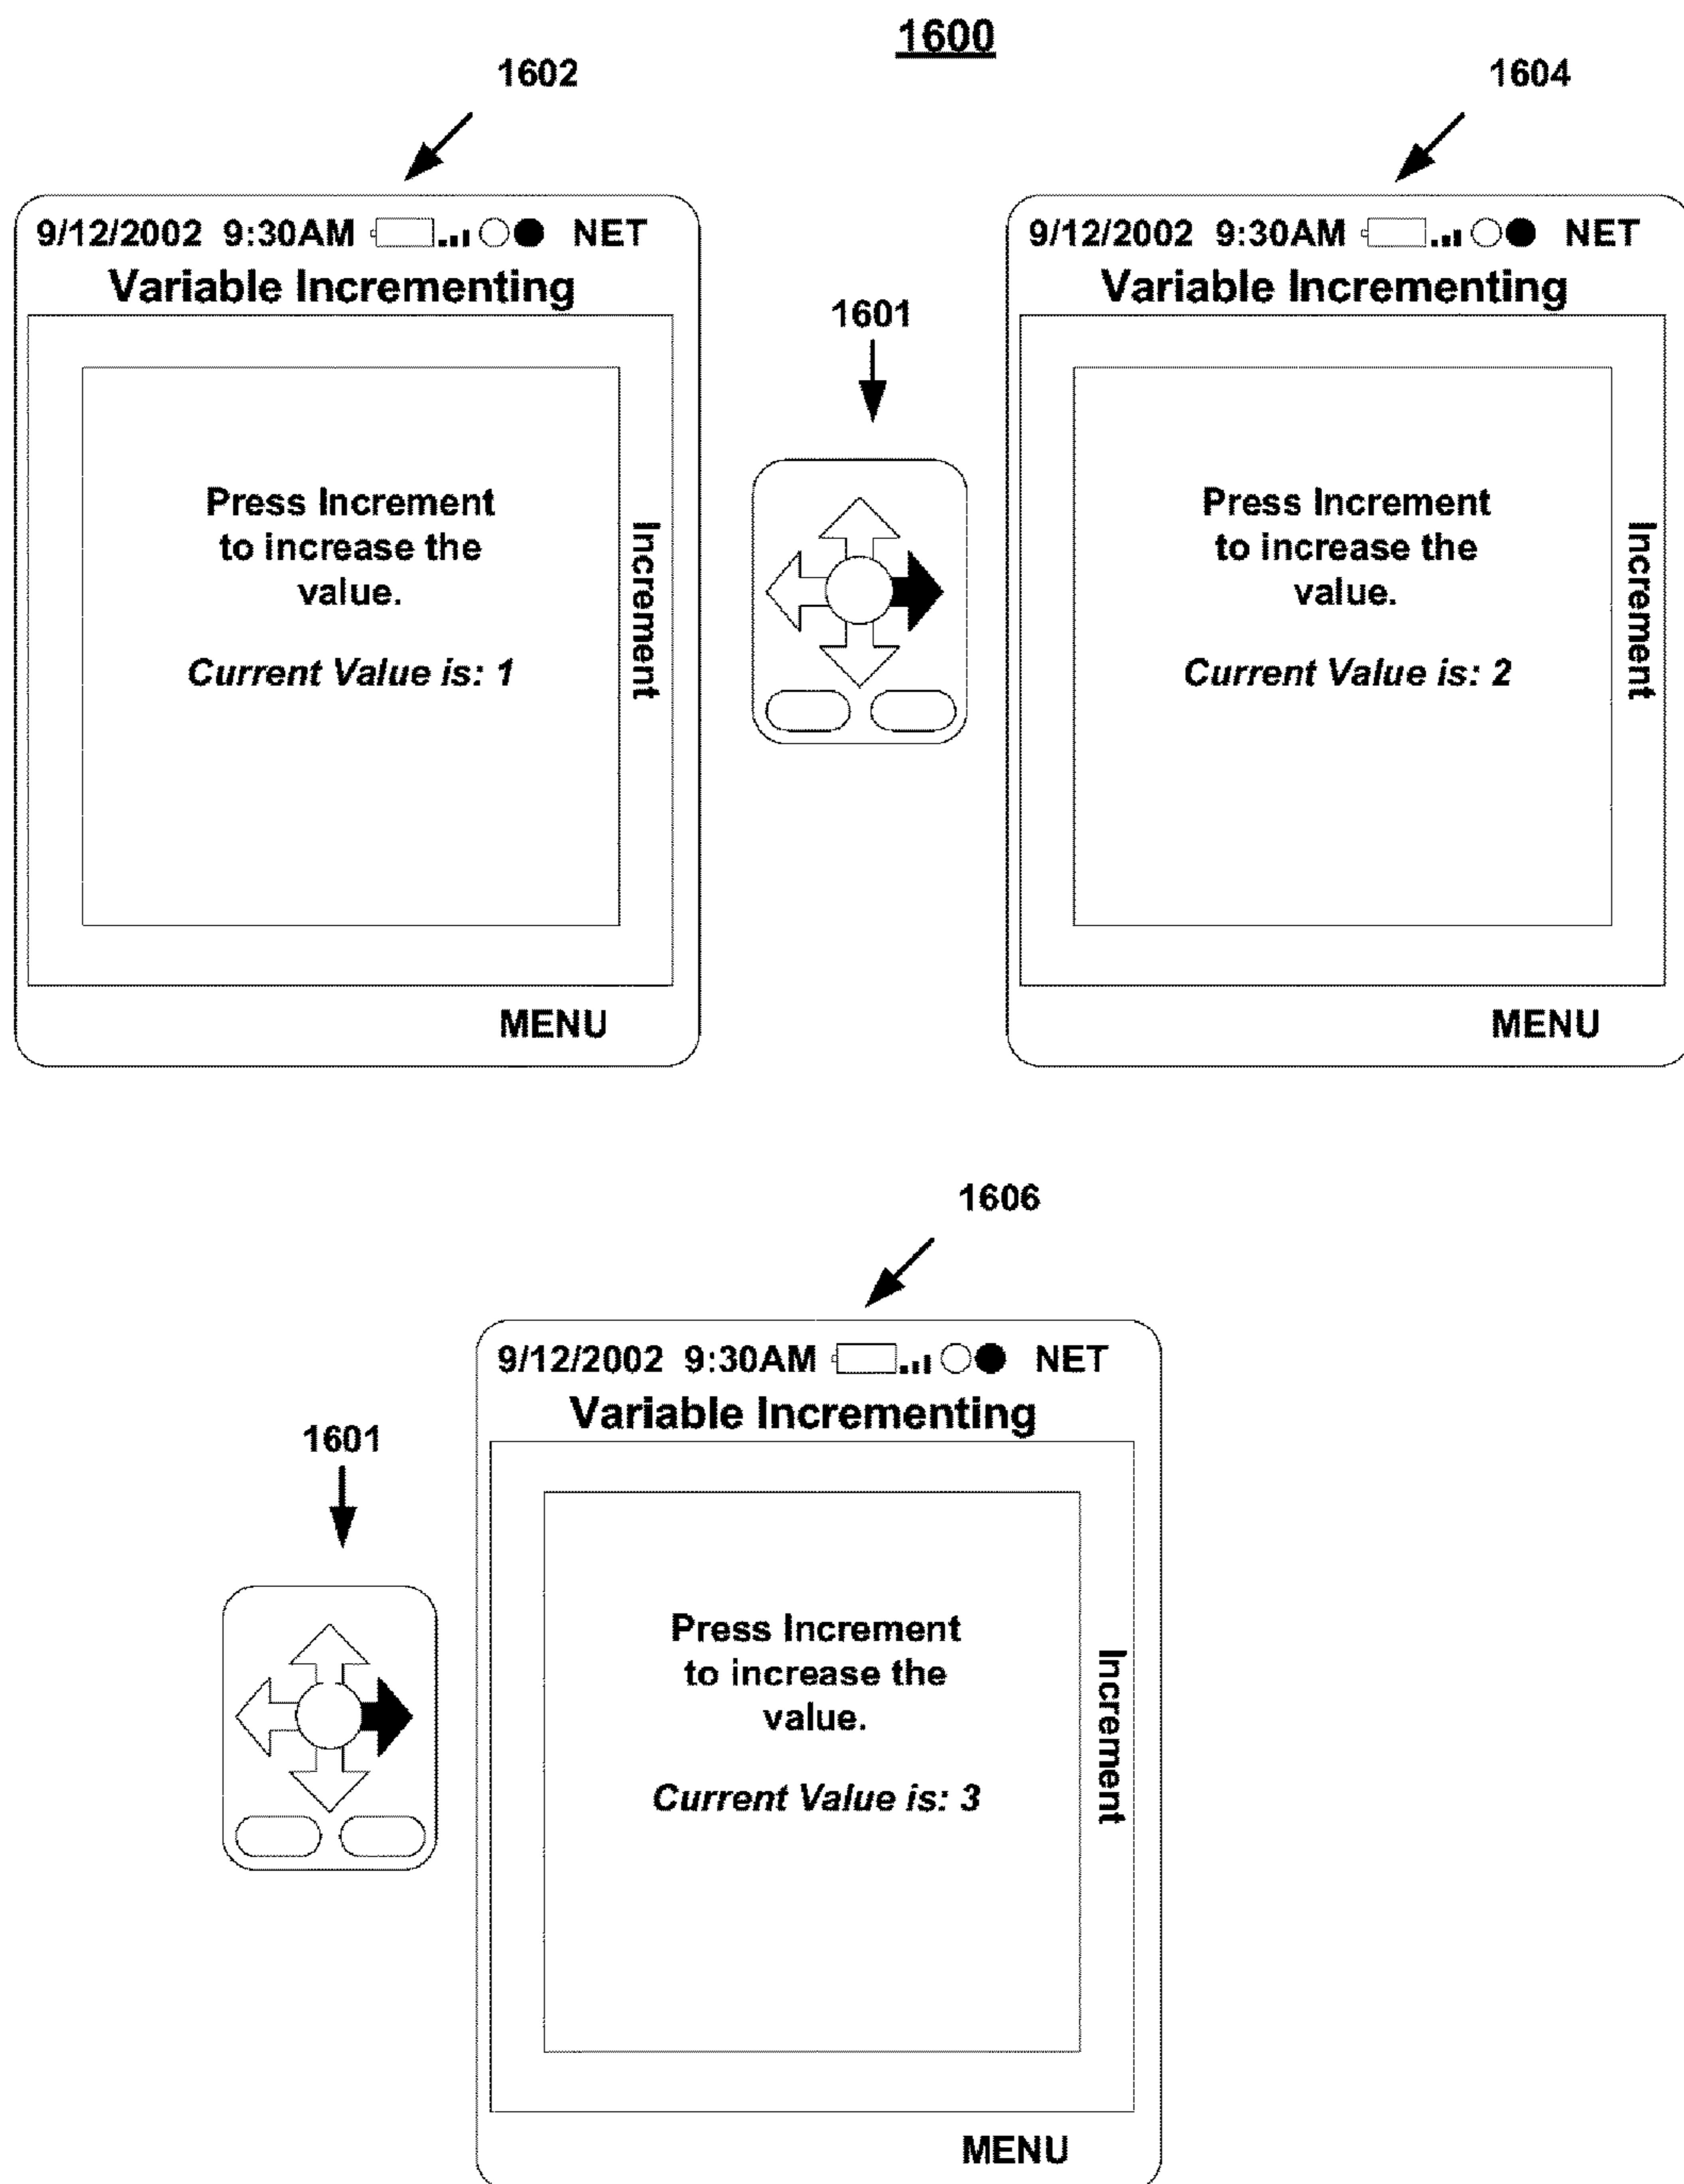 1600
1602
1604
9/12/2002 9:30AM NET
Variable Incrementing
Press Increment
to increase the
value.
Current Value is: 1
Increment
MENU
1601
9/12/2002 9:30AM NET
Variable Incrementing
Press Increment
to increase the
value.
Current Value is: 2
Increment
MENU
1606
1601
9/12/2002 9:30AM NET
Variable Incrementing
Press Increment
to increase the
value.
Current Value is: 3
Increment
MENU